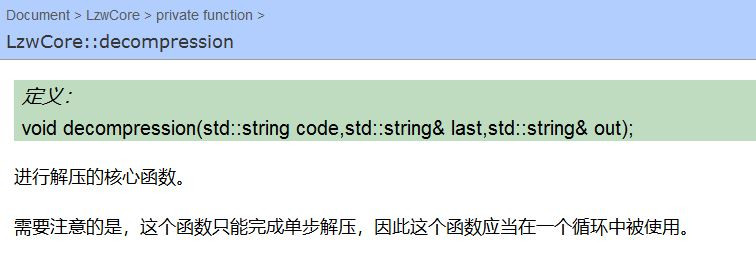 Document > LzwCore > private function >
LzwCore::decompression
定义：
void decompression(std::string code,std::string& last,std::string& out);
进行解压的核心函数。
需要注意的是，这个函数只能完成单步解压，因此这个函数应当在一个循环中被使用。